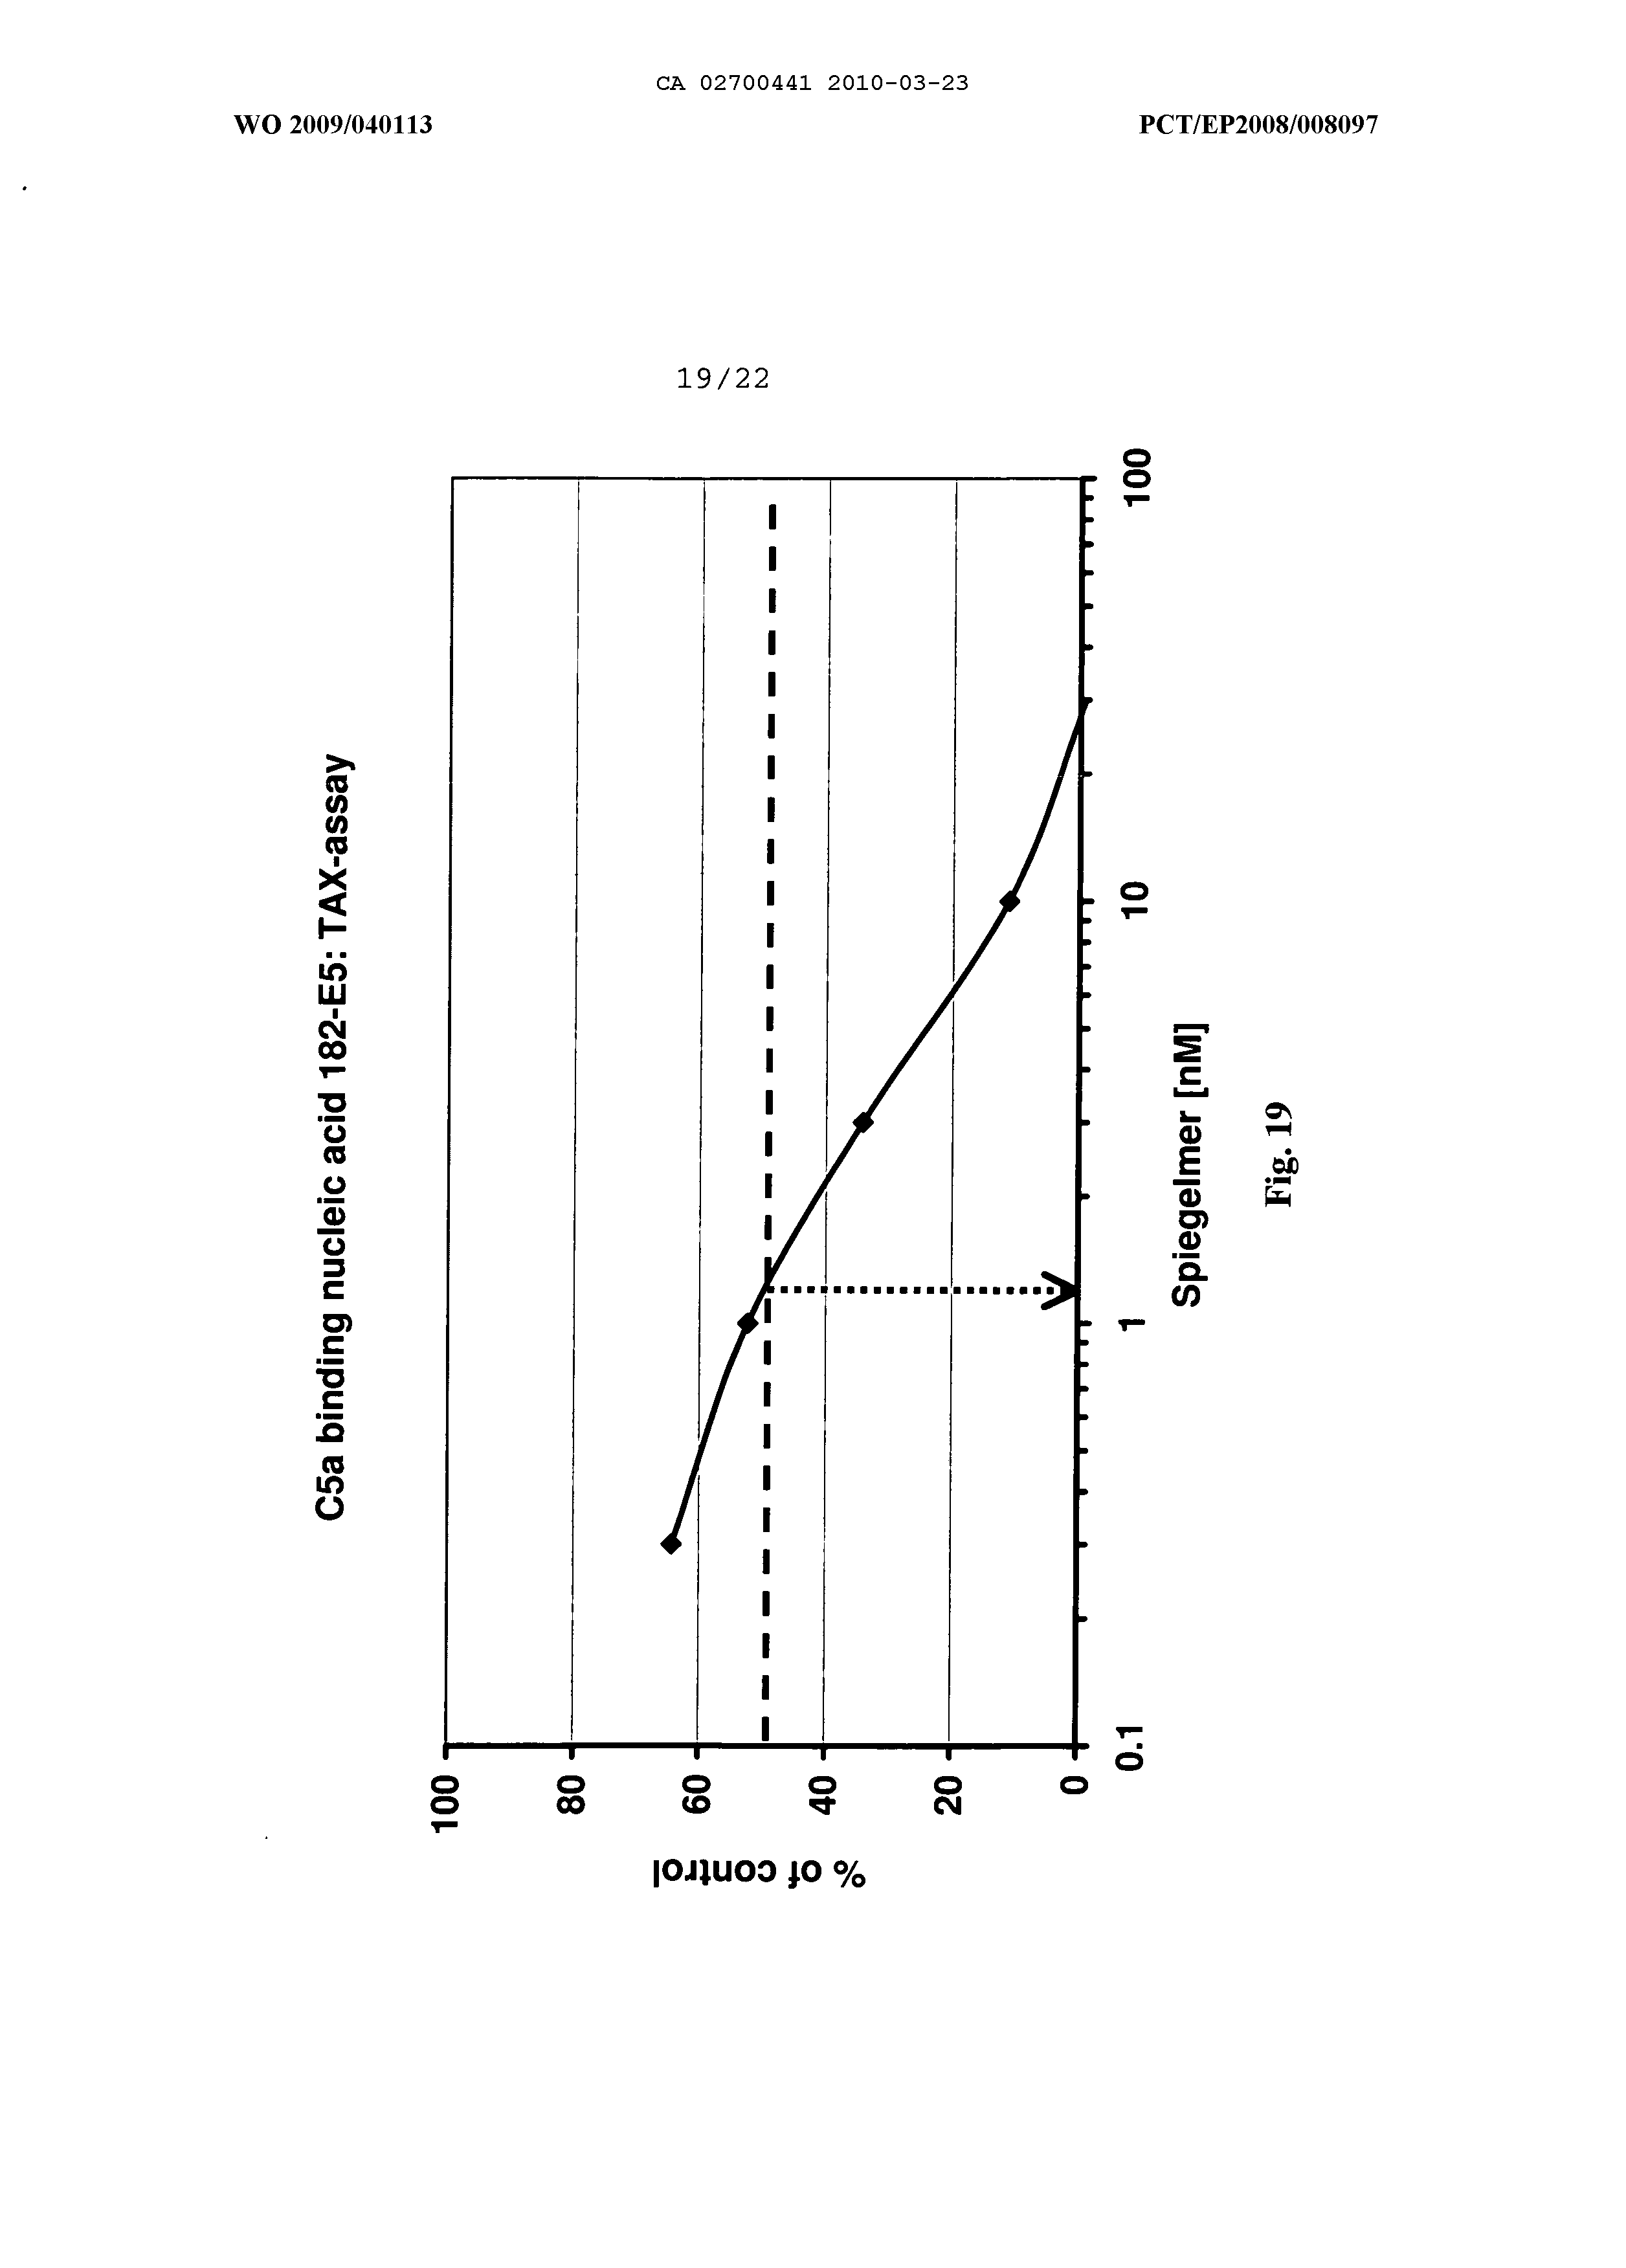 CA 02700441 2010-03-23
WO 2009/040113
PCT/EP2008/008097
19/22
C5a binding nucleic acid 182-E5: TAX-assay
% of control
100
80
60
40
20
0
0.1
1
10
100
Spiegelmer [nM]
Fig. 19